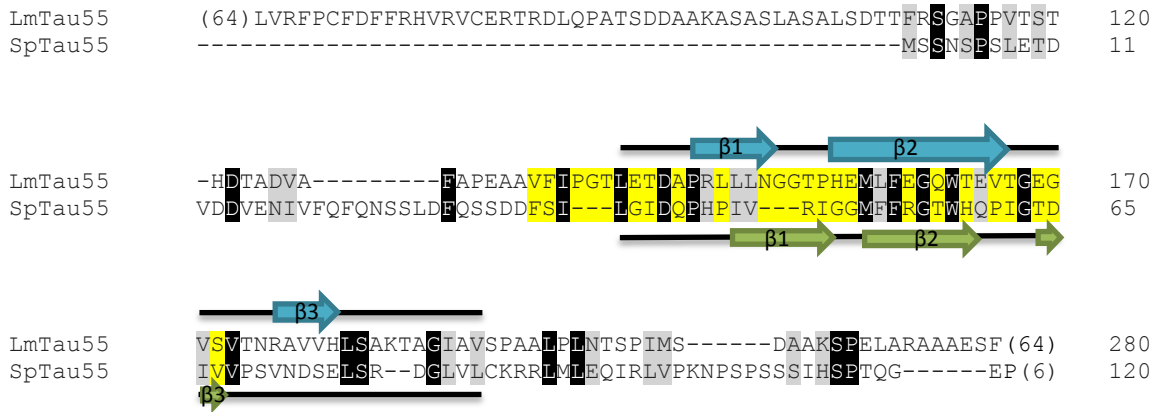 LmTau55 (64)LVRFPCFDFFRHVRVCERTRDLQPATSDDAAKASASLASALSDTTFRSGAPPVTST 120
SpTau55 -------------------------------------------------MSSNSPSLETD 11
β1 β2
LmTau55 -HDTADVA---------FAPEAAVFIPGTLETDAPRLLLNGGTPHEMLFEGQWTEVTGEG 170
SpTau55 VDDVENIVFQFQNSSLDFQSSDDFSI---LGIDQPHPIV---RIGGMFFRGTWHQPIGTD 65
β1 β2
β3
LmTau55 VSVTNRAVVHLSAKTAGIAVSPAALPLNTSPIMS------DAAKSPELARAAAESF(64) 280
SpTau55 IVVPSVNDSELSR--DGLVLCKRRLMLEQIRLVPKNPSPSSSIHSPTQG------EP(6) 120
β3